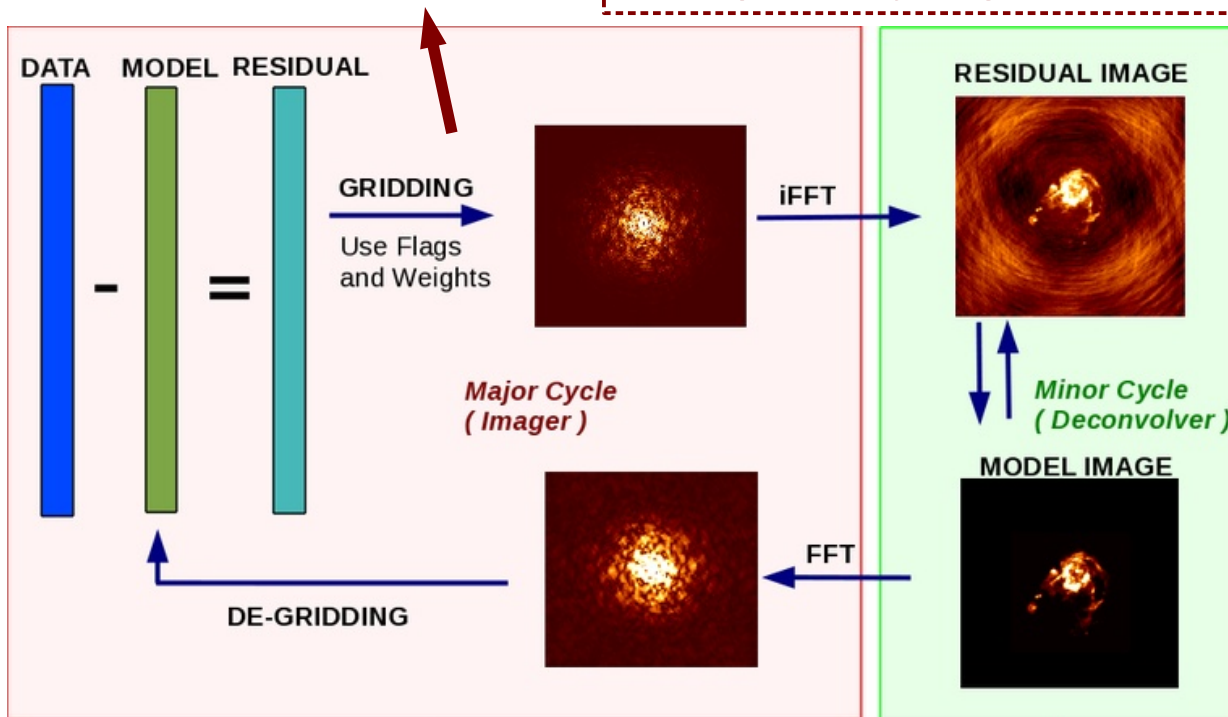 DATA MODEL RESIDUAL
GRIDDING
Use Flags
and Weights
iFFT
RESIDUAL IMAGE
Major Cycle
( Imager )
Minor Cycle
( Deconvolver )
MODEL IMAGE
FFT
DE-GRIDDING